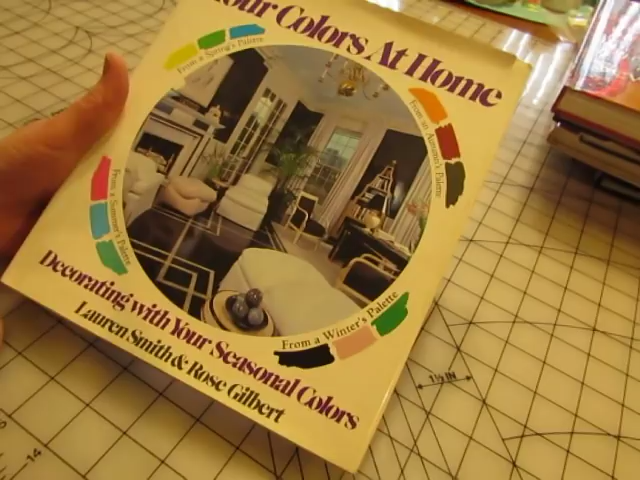 Your Colors At Home
From a Spring's Palette
From an Autumn's Palette
From a Summer's Palette
From a Winter's Palette
Decorating with Your Seasonal Colors
Lauren Smith & Rose Gilbert
1½ IN
14